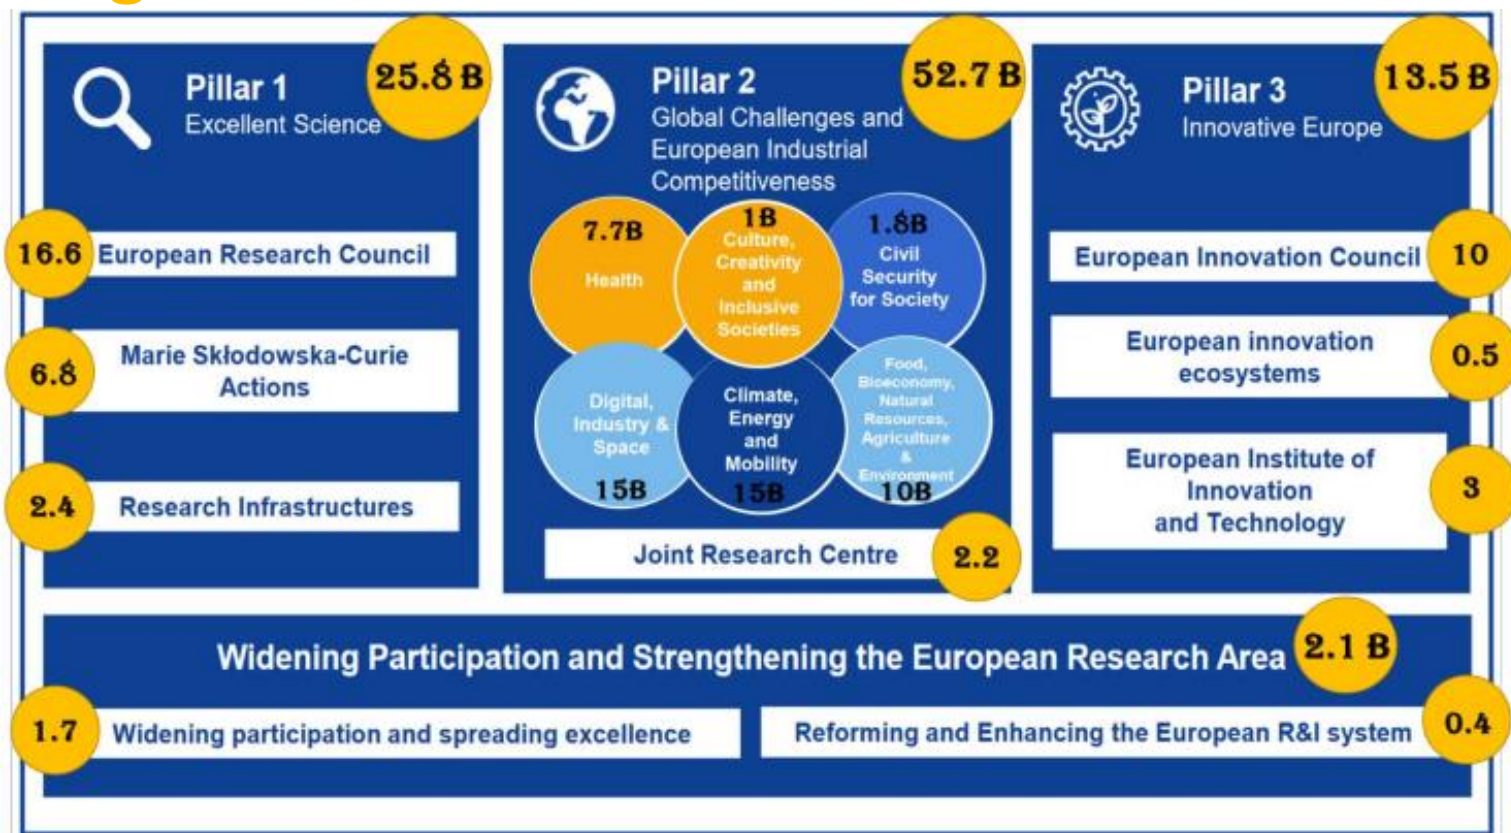 Pillar 1
Excellent Science
25.8 B
16.6
European Research Council
6.8
Marie Skłodowska-Curie
Actions
2.4
Research Infrastructures
Pillar 2
Global Challenges and
European Industrial
Competitiveness
52.7 B
7.7B
Health
1B
Culture,
Creativity
and
Inclusive
Societies
1.8B
Civil
Security
for Society
Digital,
Industry &
Space
15B
Climate,
Energy
and
Mobility
15B
Food,
Bioeconomy,
Natural
Resources,
Agriculture
&
Environment
10B
Joint Research Centre
2.2
Pillar 3
Innovative Europe
13.5 B
European Innovation Council
10
European innovation
ecosystems
0.5
European Institute of
Innovation
and Technology
3
Widening Participation and Strengthening the European Research Area
2.1 B
1.7
Widening participation and spreading excellence
Reforming and Enhancing the European R&I system
0.4